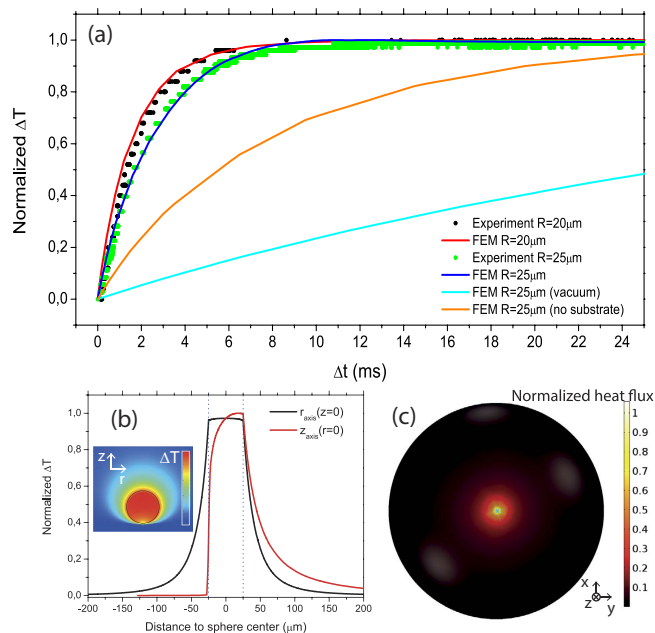 (a)
Normalized ΔT
1,0
0,8
0,6
0,4
0,2
0,0
Experiment R=20μm
FEM R=20μm
Experiment R=25μm
FEM R=25μm
FEM R=25μm (vacuum)
FEM R=25μm (no substrate)
0 2 4 6 8 10 12 14 16 18 20 22 24
Δt (ms)
(b)
Normalized ΔT
1,0
0,8
0,6
0,4
0,2
0,0
r axis (z=0)
z axis (r=0)
z
r
ΔT
-200 -150 -100 -50 0 50 100 150 200
Distance to sphere center (μm)
(c)
Normalized heat flux
1
0.9
0.8
0.7
0.6
0.5
0.4
0.3
0.2
0.1
x
z
y